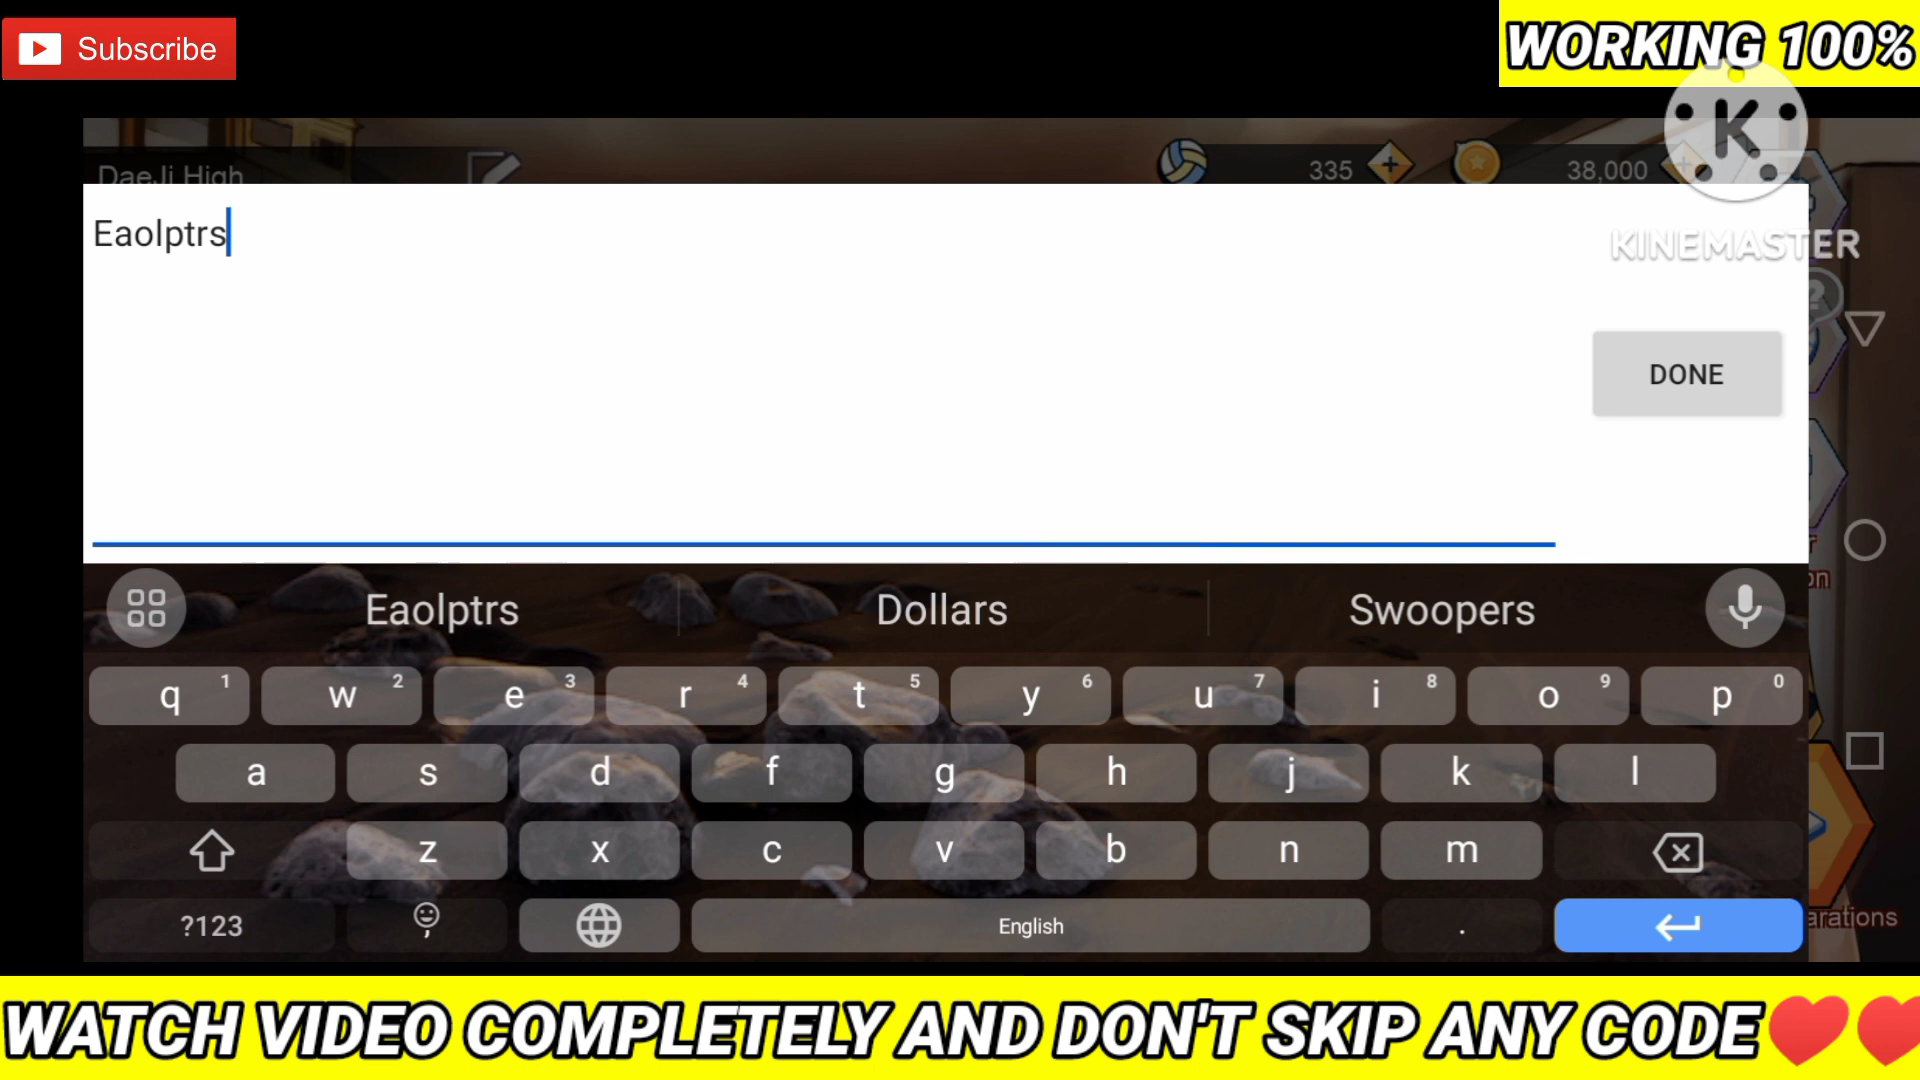 Subscribe
WORKING 100%
K
KINEMASTER
DaeJi High
335
38,000
Eaolptrs
DONE
Eaolptrs Dollars Swoopers
q 1 w 2 e 3 r 4 t 5 y 6 u 7 i 8 o 9 p 0
a s d f g h j k l
z x c v b n m
?123 English .
WATCH VIDEO COMPLETELY AND DON'T SKIP ANY CODE